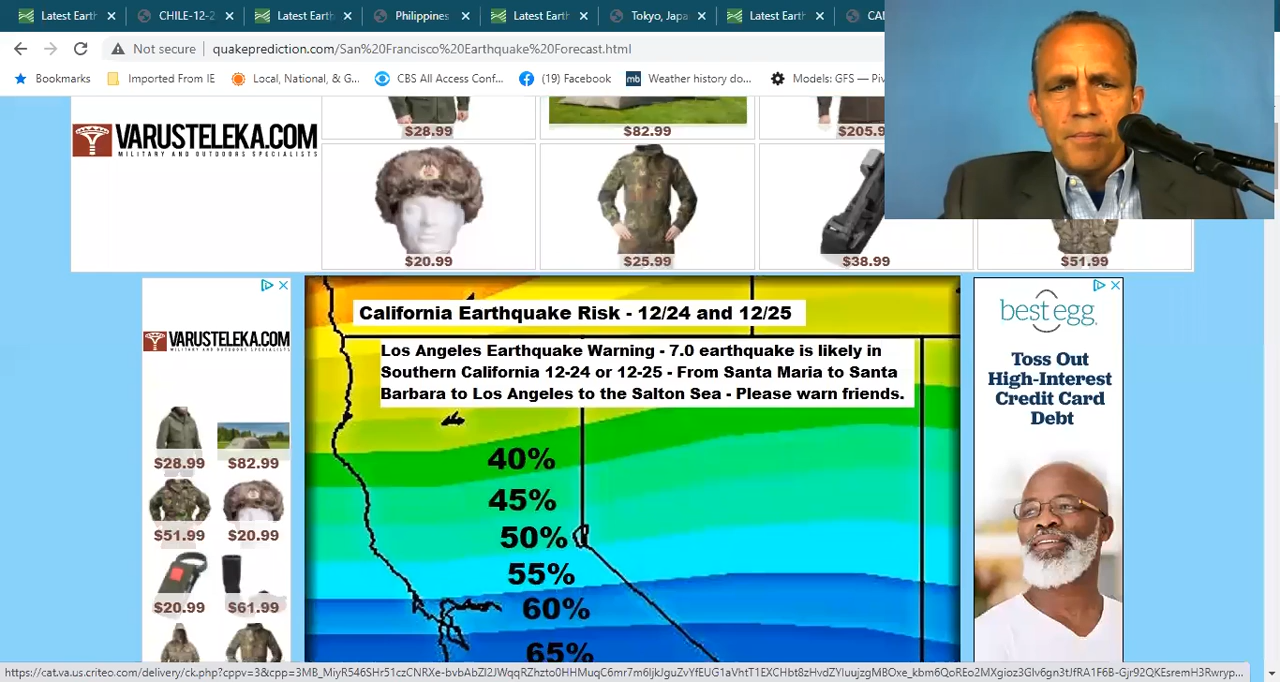 Latest Eart
CHILE-12-2
Latest Earth
Philippines
Latest Eartl
Tokyo, Japa
Latest Earth
CAI
Not secure
quakeprediction.com/San%20Francisco%20Earthquake%20Forecast.html
Bookmarks
Imported From IE
Local, National, & G...
CBS All Access Conf...
(19) Facebook
mb
Weather history do...
Models: GFS — Piv
VARUSTELEKA.COM
MILITARY AND OUTDOORS SPECIALISTS
$28.99
$82.99
$205.9
$20.99
$25.99
$38.99
$51.99
VARUSTELEKA.COM
MILITARY AND OUTDOORS SPECIALISTS
$28.99
$82.99
$51.99
$20.99
$20.99
$61.99
California Earthquake Risk - 12/24 and 12/25
Los Angeles Earthquake Warning - 7.0 earthquake is likely in
Southern California 12-24 or 12-25 - From Santa Maria to Santa
Barbara to Los Angeles to the Salton Sea - Please warn friends.
40%
45%
50%
55%
60%
65%
best egg.
Toss Out
High-Interest
Credit Card
Debt